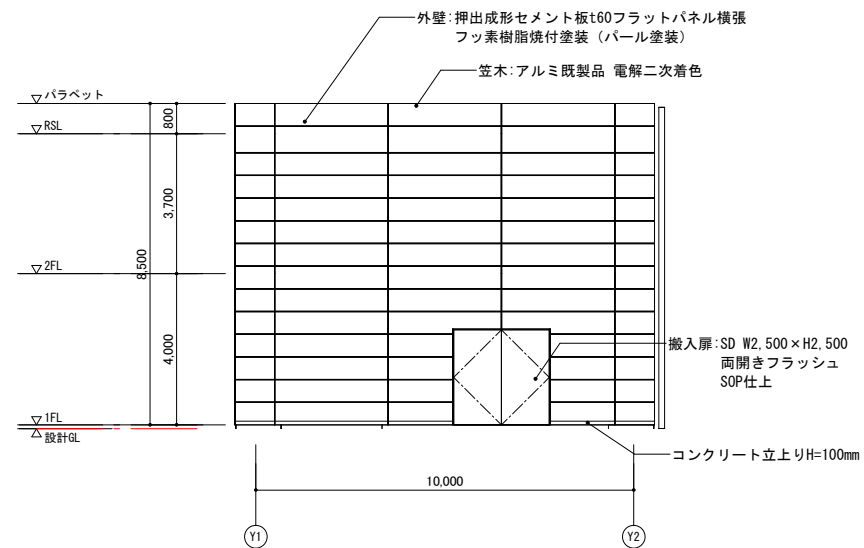 外壁:押出成形セメント板t60フラットパネル横張
フッ素樹脂焼付塗装（パール塗装）
笠木:アルミ既製品 電解二次着色
パラペット
800
RSL
3,700
8,500
2FL
4,000
搬入扉:SD W2,500×H2,500
両開きフラッシュ
SOP仕上
1FL
設計GL
コンクリート立上りH=100mm
10,000
Y1
Y2